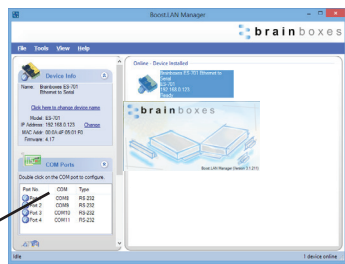 Boost.LAN Manager
brainboxes
File Tools View Help
Device Info
Name: Brainboxes ES-701
Ethernet to Serial
Click here to change device name
Model: ES-701
IP Address: 192.168.0.123 Change
Firmware: 4.17
COM Ports
Double click on the COM port to configure.
Port No. COM Type
Port COM8 RS-232
Port 2 COM9 RS-232
Port 3 COM10 RS-232
Port 4 COM11 RS-232
Online - Device Installed
Brainboxes ES-701 Ethernet to
Serial
ES-701
192.168.0.123
Ready
brainboxes
Idle
1 device online